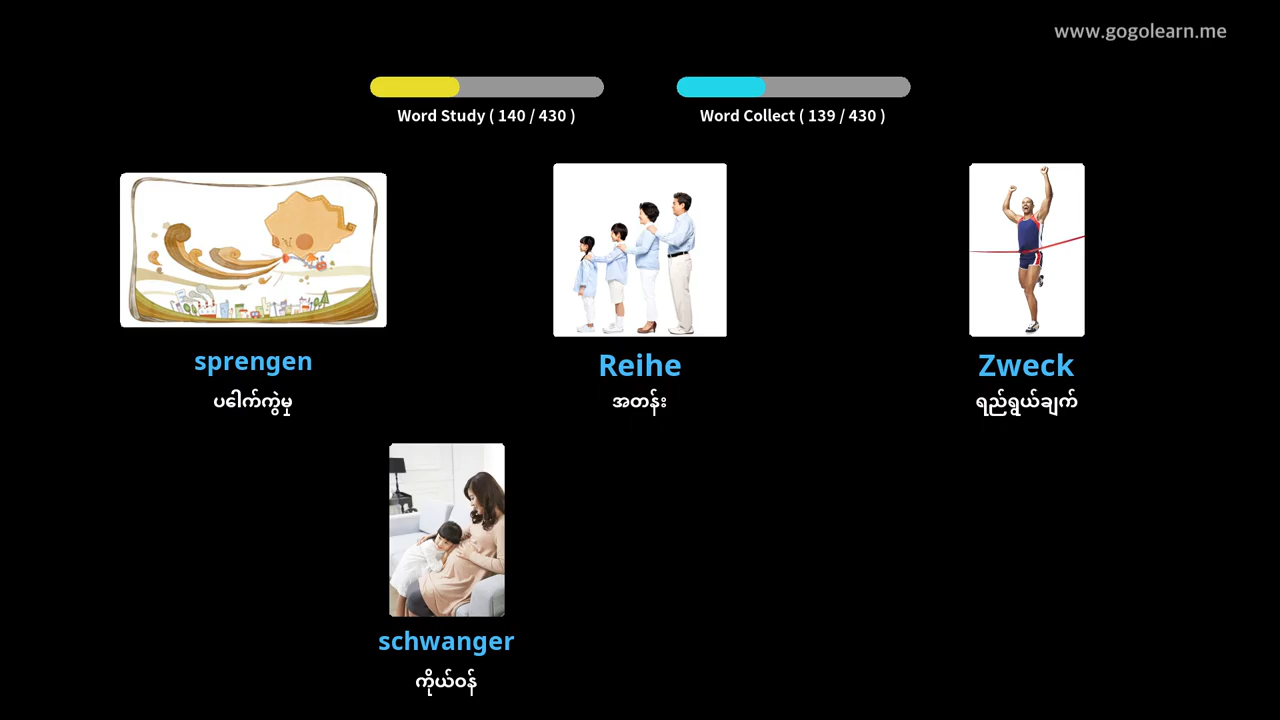 www.gogolearn.me
Word Study ( 140 / 430 )
Word Collect ( 139 / 430 )
sprengen
ပေါက်ကွဲမှု
Reihe
အတန်း
Zweck
ရည်ရွယ်ချက်
schwanger
ကိုယ်ဝန်